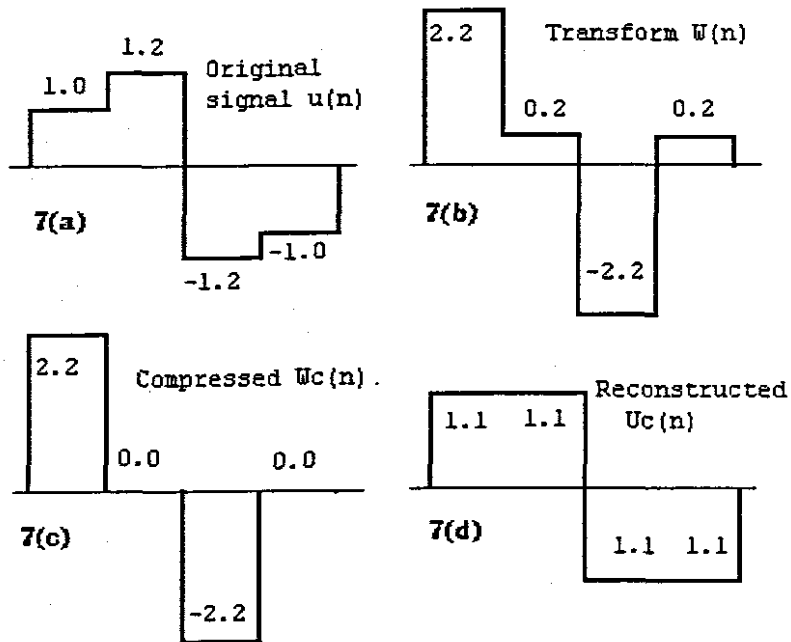 1.0
1.2
Original
signal u(n)
7(a)
-1.2
-1.0
2.2
Transform W(n)
0.2
0.2
7(b)
-2.2
2.2
Compressed Wc(n).
0.0
0.0
7(c)
-2.2
Reconstructed
Uc(n)
1.1
1.1
7(d)
1.1
1.1